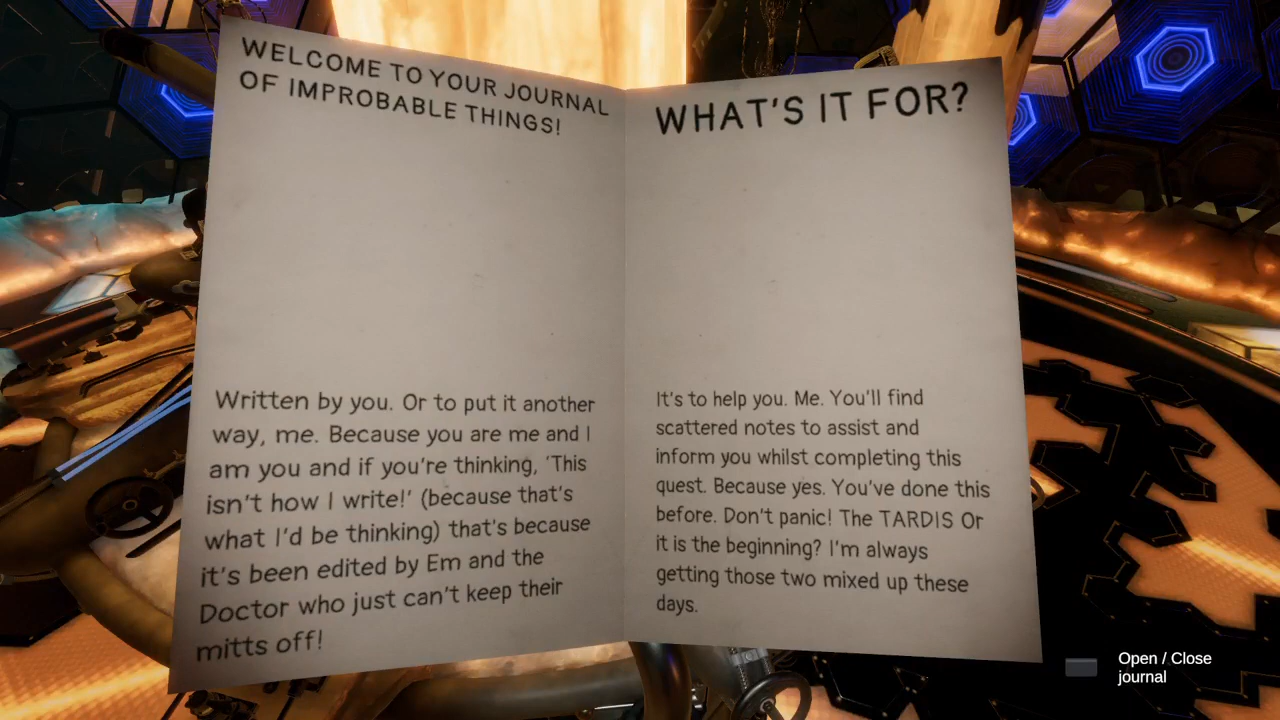 WELCOME TO YOUR JOURNAL
OF IMPROBABLE THINGS!
Written by you. Or to put it another
way, me. Because you are me and I
am you and if you're thinking, 'This
isn't how I write!' (because that's
what I'd be thinking) that's because
it's been edited by Em and the
Doctor who just can't keep their
mitts off!
WHAT'S IT FOR?
It's to help you. Me. You'll find
scattered notes to assist and
inform you whilst completing this
quest. Because yes. You've done this
before. Don't panic! The TARDIS Or
it is the beginning? I'm always
getting those two mixed up these
days.
Open / Close
journal